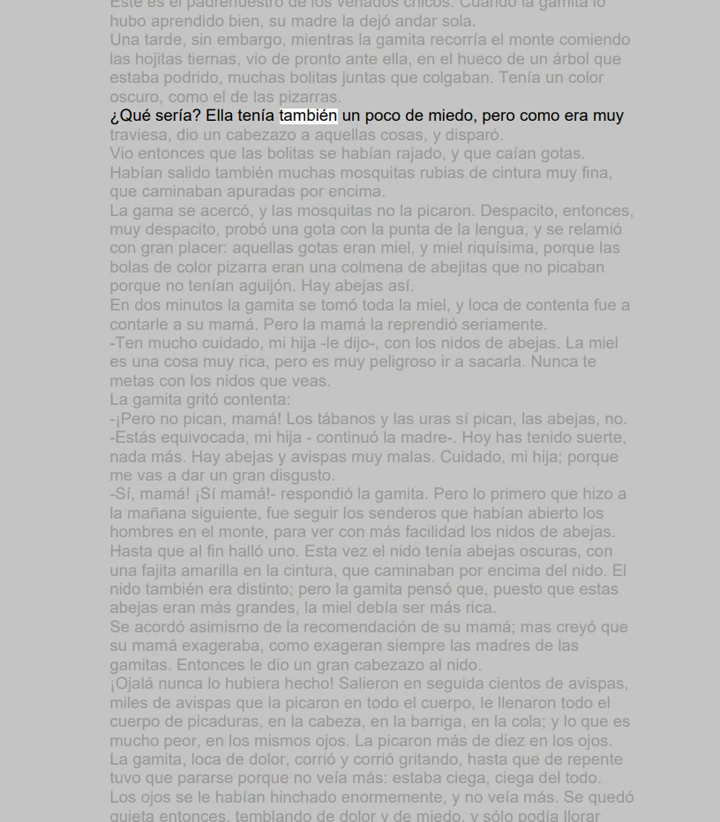 Este es el padrenuestro de los venados chicos. Cuando la gamita lo
hubo aprendido bien, su madre la dejó andar sola.
Una tarde, sin embargo, mientras la gamita recorría el monte comiendo
las hojitas tiernas, vio de pronto ante ella, en el hueco de un árbol que
estaba podrido, muchas bolitas juntas que colgaban. Tenía un color
oscuro, como el de las pizarras.
¿Qué sería? Ella tenía también un poco de miedo, pero como era muy
traviesa, dio un cabezazo a aquellas cosas, y disparó.
Vio entonces que las bolitas se habían rajado, y que caían gotas.
Habían salido también muchas mosquitas rubias de cintura muy fina,
que caminaban apuradas por encima.
La gama se acercó, y las mosquitas no la picaron. Despacito, entonces,
muy despacito, probó una gota con la punta de la lengua, y se relamió
con gran placer: aquellas gotas eran miel, y miel riquísima, porque las
bolas de color pizarra eran una colmena de abejitas que no picaban
porque no tenían aguijón. Hay abejas así.
En dos minutos la gamita se tomó toda la miel, y loca de contenta fue a
contarle a su mamá. Pero la mamá la reprendió seriamente.
-Ten mucho cuidado, mi hija -le dijo-, con los nidos de abejas. La miel
es una cosa muy rica, pero es muy peligroso ir a sacarla. Nunca te
metas con los nidos que veas.
La gamita gritó contenta:
-¡Pero no pican, mamá! Los tábanos y las uras sí pican, las abejas, no.
-Estás equivocada, mi hija - continuó la madre-. Hoy has tenido suerte,
nada más. Hay abejas y avispas muy malas. Cuidado, mi hija; porque
me vas a dar un gran disgusto.
-Sí, mamá! ¡Sí mamá!- respondió la gamita. Pero lo primero que hizo a
la mañana siguiente, fue seguir los senderos que habían abierto los
hombres en el monte, para ver con más facilidad los nidos de abejas.
Hasta que al fin halló uno. Esta vez el nido tenía abejas oscuras, con
una fajita amarilla en la cintura, que caminaban por encima del nido. El
nido también era distinto; pero la gamita pensó que, puesto que estas
abejas eran más grandes, la miel debía ser más rica.
Se acordó asimismo de la recomendación de su mamá; mas creyó que
su mamá exageraba, como exageran siempre las madres de las
gamitas. Entonces le dio un gran cabezazo al nido.
¡Ojalá nunca lo hubiera hecho! Salieron en seguida cientos de avispas,
miles de avispas que la picaron en todo el cuerpo, le llenaron todo el
cuerpo de picaduras, en la cabeza, en la barriga, en la cola; y lo que es
mucho peor, en los mismos ojos. La picaron más de diez en los ojos.
La gamita, loca de dolor, corrió y corrió gritando, hasta que de repente
tuvo que pararse porque no veía más: estaba ciega, ciega del todo.
Los ojos se le habían hinchado enormemente, y no veía más. Se quedó
quieta entonces, temblando de dolor y de miedo, y sólo podía llorar